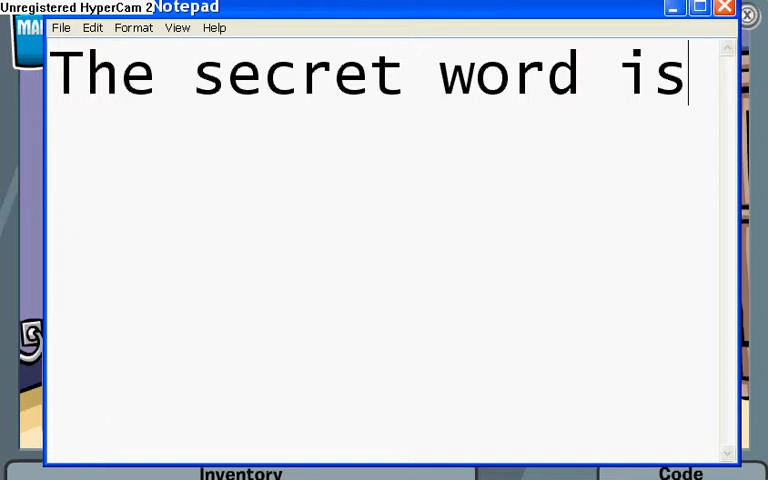 Unregistered HyperCam 2
Notepad
File Edit Format View Help
The secret word is
Inventory
Code